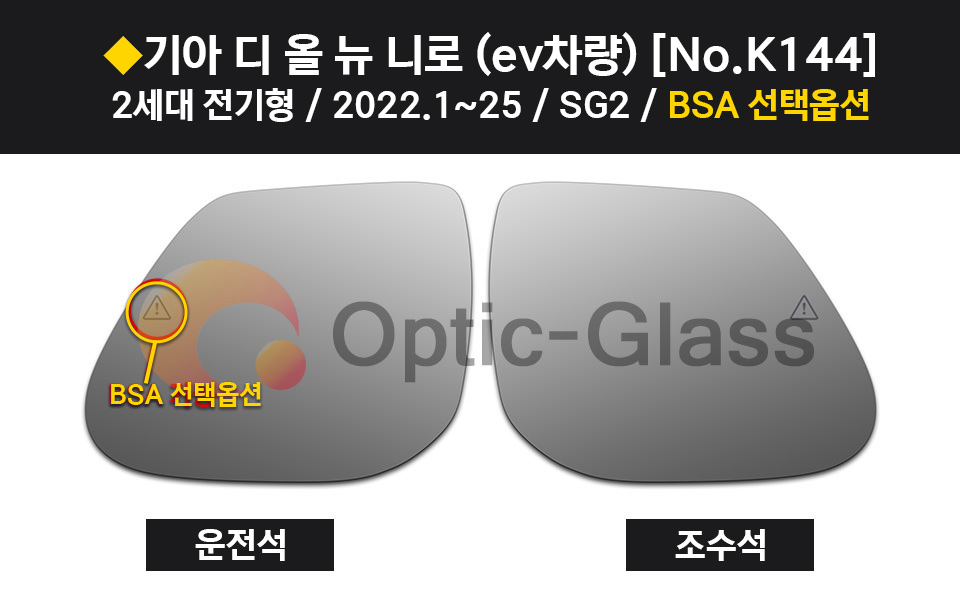 ◆기아 디 올 뉴 니로 (ev차량) [No.K144]
2세대 전기형 / 2022.1~25 / SG2 / BSA 선택옵션
Optic-Glass
BSA 선택옵션
운전석
조수석